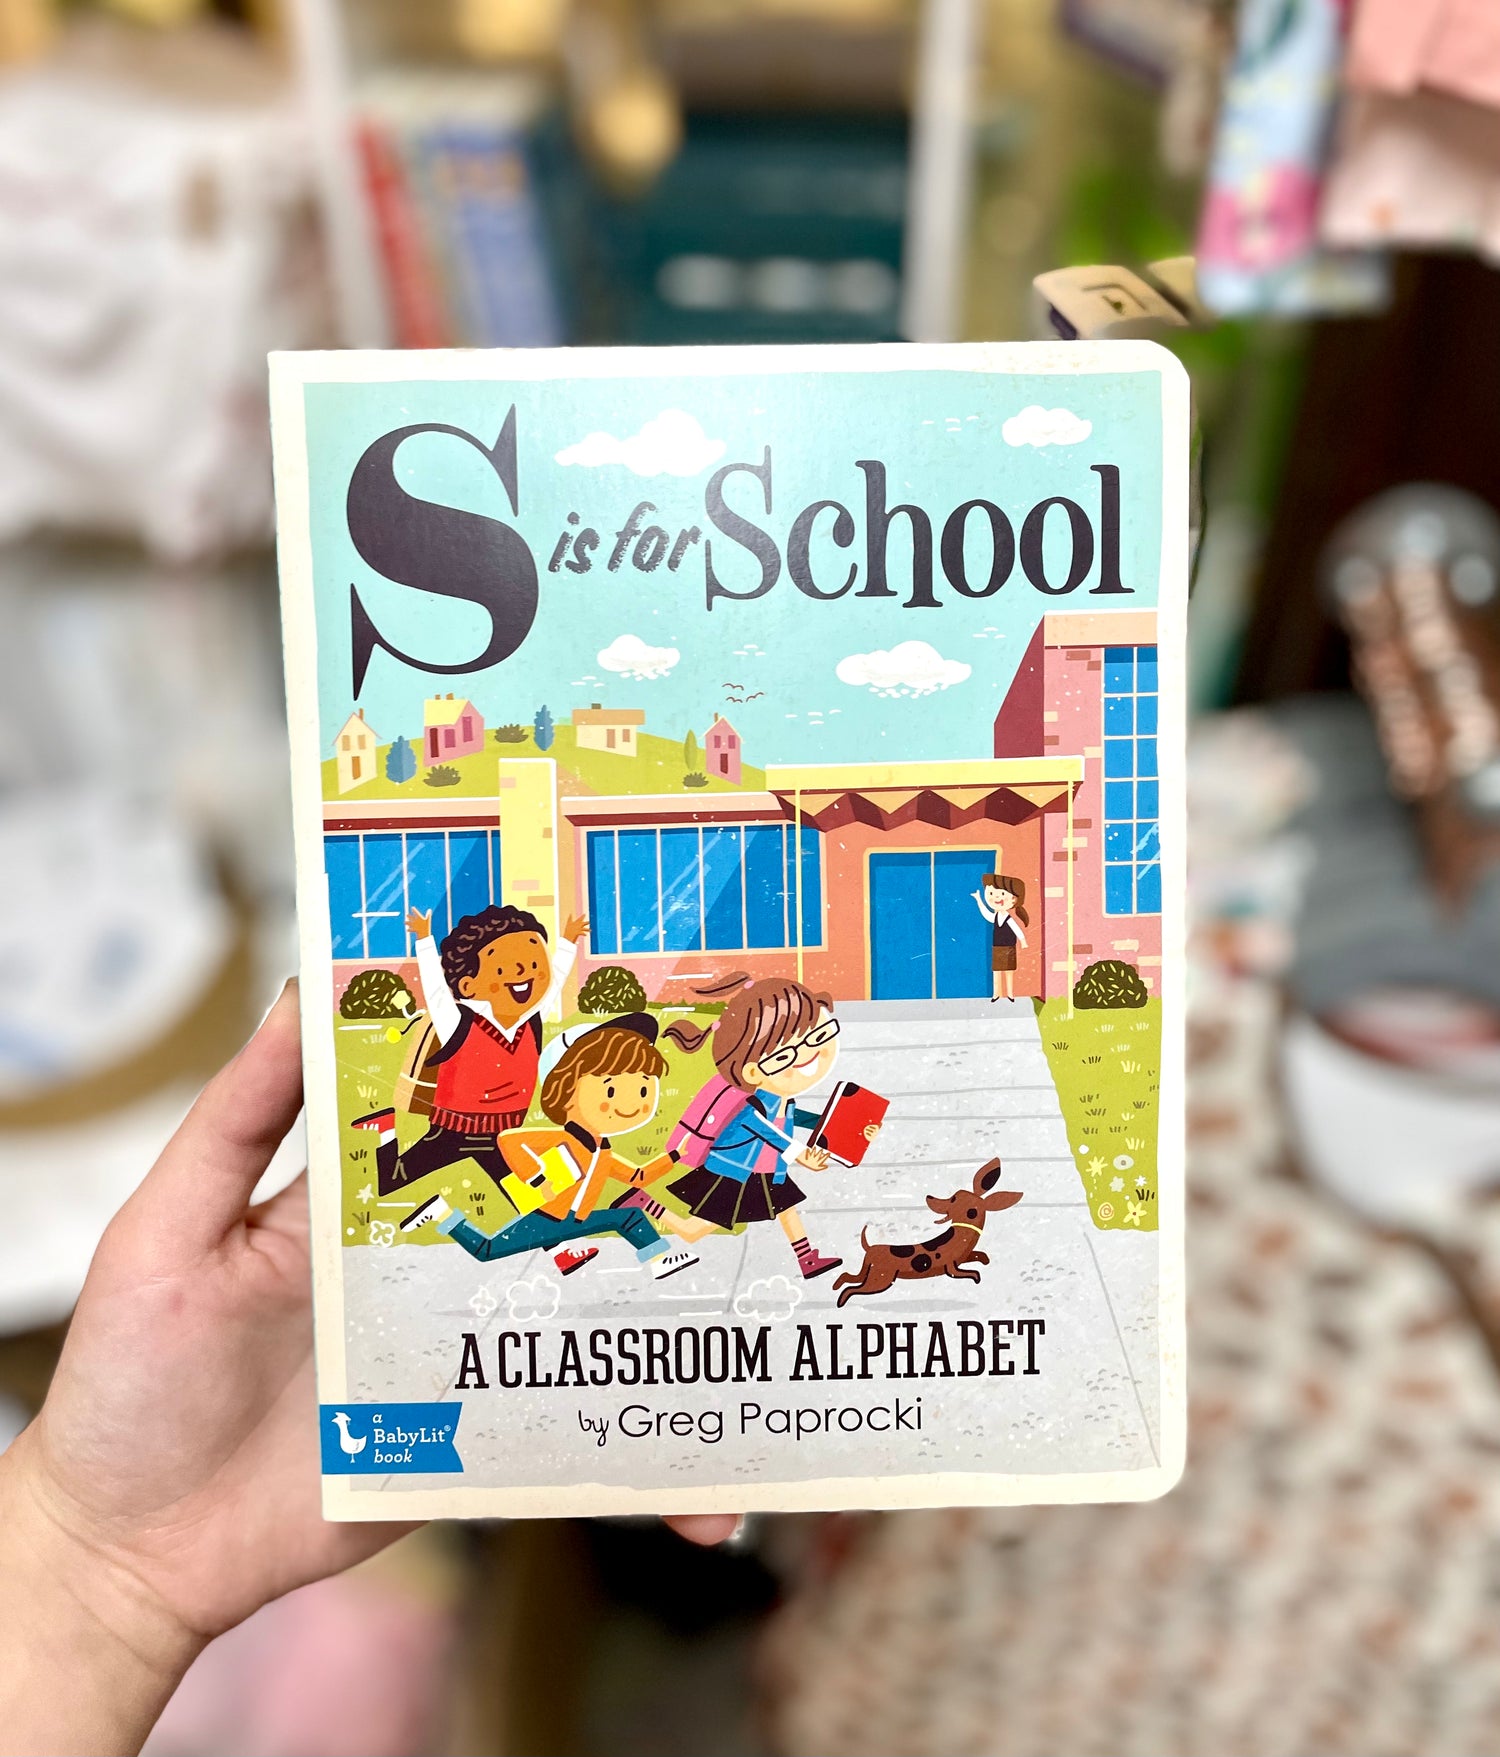 S is for School
A CLASSROOM ALPHABET
by Greg Paprocki
a
BabyLit®
book